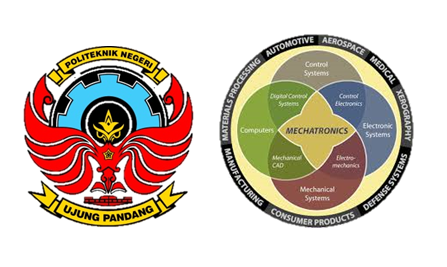 POLITEKNIK NEGERI
UJUNG PANDANG
AUTOMOTIVE
AEROSPACE
MEDICAL
XEROGRAPHY
DEFENSE SYSTEMS
CONSUMER PRODUCTS
MANUFACTURING
MATERIALS PROCESSING
Control
Systems
Digital Control
Systems
Control
Electronics
Computers
MECHATRONICS
Electronic
Systems
Mechanical
CAD
Electro-
mechanics
Mechanical
Systems